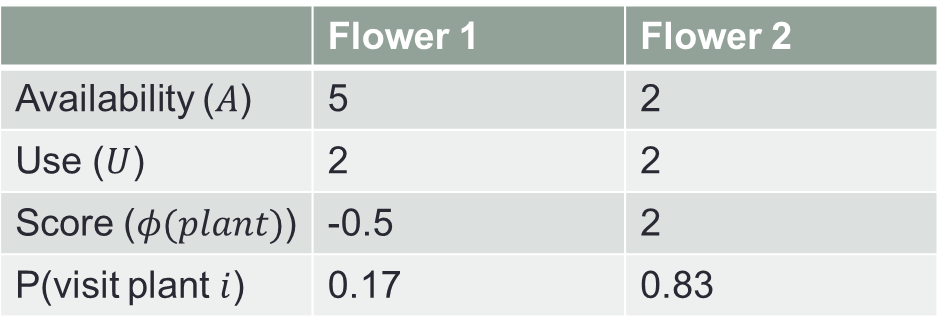 Flower 1 Flower 2
Availability (A) 5 2
Use (U) 2 2
Score (ϕ(plant)) -0.5 2
P(visit plant i) 0.17 0.83